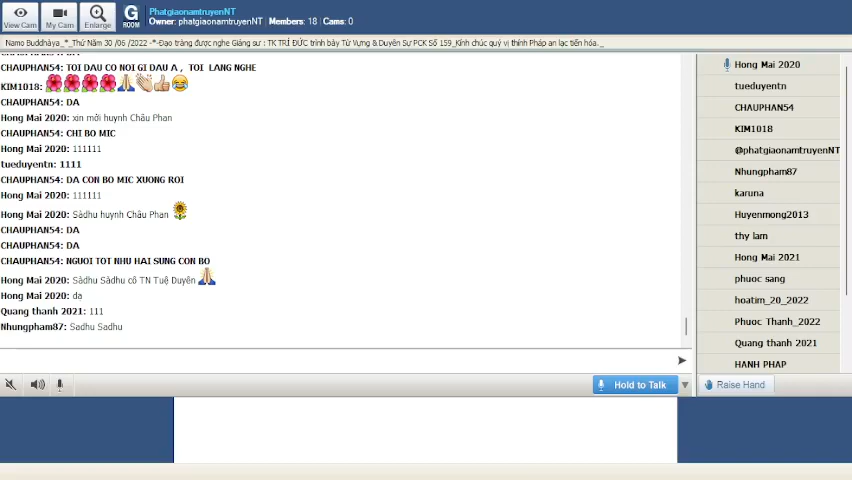 View Cam
My Cam
Enlarge
G
ROOM
PhatgiaonamtruyenNT
Owner: phatgiaonamtruyenNT | Members: 18 | Cams: 0
Namo Buddhàya_*_Thứ Năm 30 /06 /2022 -*-Đạo tràng được nghe Giảng sư : TK TRÍ ĐỨC trình bày Từ Vựng & Duyên Sự PCK Số 159_Kính chúc quý vị thính Pháp an lạc tiến hóa._
CHAUPHAN54: TOI DAU CO NOI GI DAU A , TOI LANG NGHE
KIM1018:
CHAUPHAN54: DA
Hong Mai 2020: xin mời huynh Châu Phan
CHAUPHAN54: CHI BO MIC
Hong Mai 2020: 111111
tueduyentn: 1111
CHAUPHAN54: DA CON BO MIC XUONG ROI
Hong Mai 2020: 111111
Hong Mai 2020: Sàdhu huynh Châu Phan
CHAUPHAN54: DA
CHAUPHAN54: DA
CHAUPHAN54: NGUOI TOT NHU HAI SUNG CON BO
Hong Mai 2020: Sàdhu Sàdhu cô TN Tuệ Duyên
Hong Mai 2020: dạ
Quang thanh 2021: 111
Nhungpham87: Sadhu Sadhu
Hold to Talk
Hong Mai 2020
tueduyentn
CHAUPHAN54
KIM1018
@phatgiaonamtruyenNT
Nhungpham87
karuna
Huyenmong2013
thy lam
Hong Mai 2021
phuoc sang
hoatim_20_2022
Phuoc Thanh_2022
Quang thanh 2021
HANH PHAP
Raise Hand